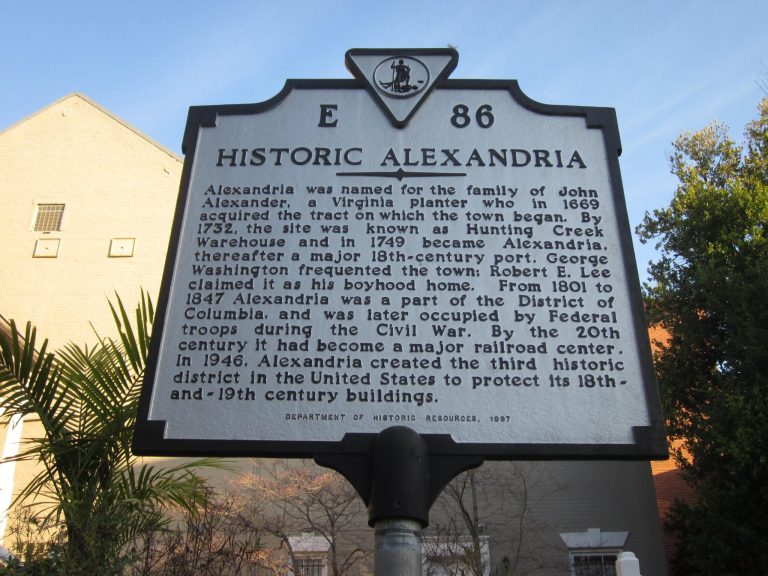 E 86
HISTORIC ALEXANDRIA
Alexandria was named for the family of John
Alexander, a Virginia planter who in 1669
acquired the tract on which the town began. By
1732, the site was known as Hunting Creek
Warehouse and in 1749 became Alexandria,
thereafter a major 18th-century port. George
Washington frequented the town; Robert E. Lee
claimed it as his boyhood home. From 1801 to
1847 Alexandria was a part of the District of
Columbia, and was later occupied by Federal
troops during the Civil War. By the 20th
century it had become a major railroad center.
In 1946, Alexandria created the third historic
district in the United States to protect its 18th-
and-19th century buildings.
DEPARTMENT OF HISTORIC RESOURCES, 1997